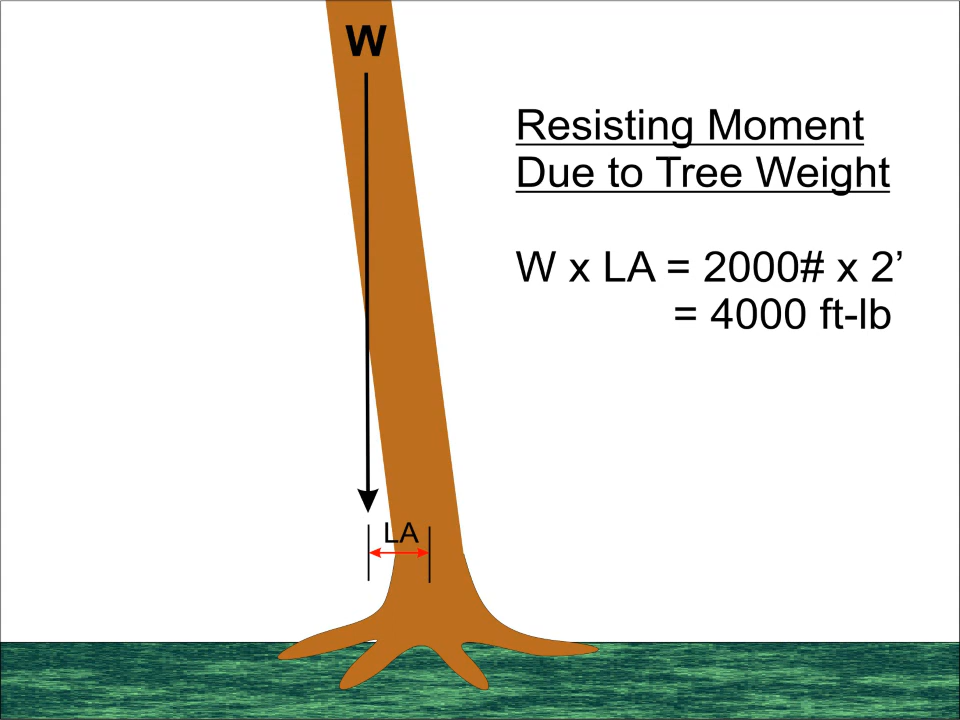 W
Resisting Moment
Due to Tree Weight
W x LA = 2000# x 2’
= 4000 ft-lb
LA